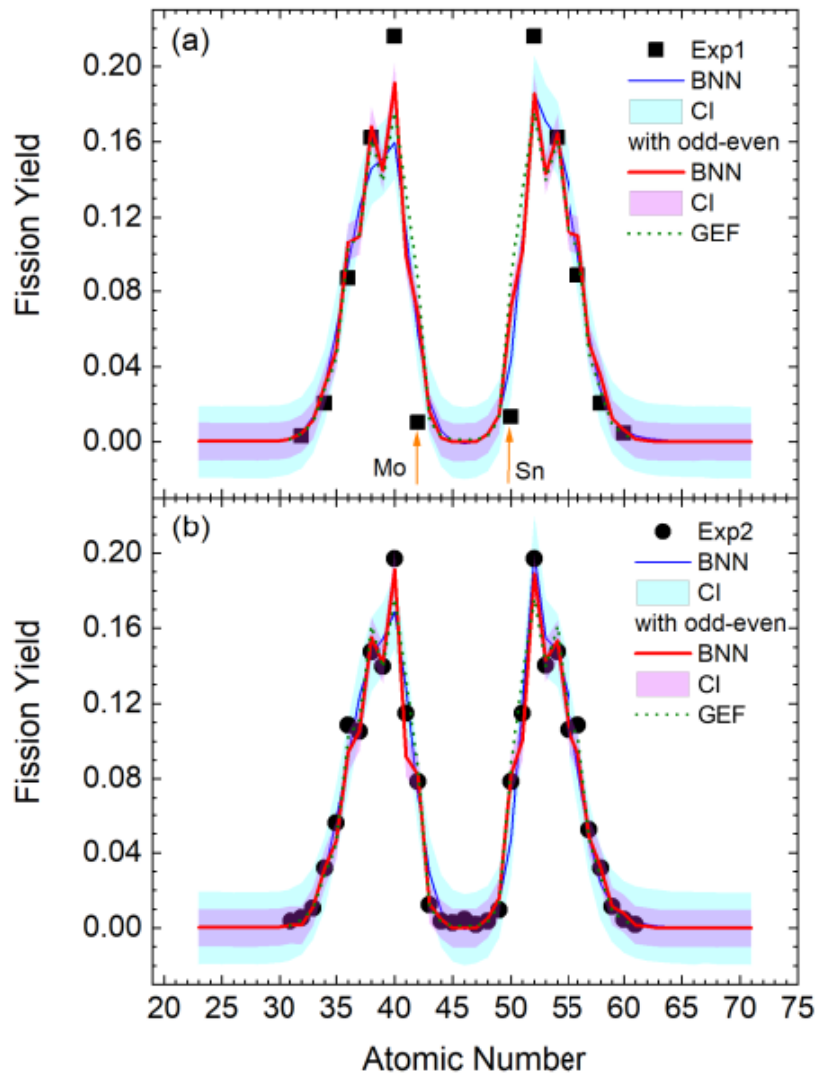 (a)
Exp1
BNN
CI
with odd-even
BNN
CI
GEF
Fission Yield
0.20
0.16
0.12
0.08
0.04
0.00
Mo
Sn
(b)
Exp2
BNN
CI
with odd-even
BNN
CI
GEF
Fission Yield
0.20
0.16
0.12
0.08
0.04
0.00
20 25 30 35 40 45 50 55 60 65 70 75
Atomic Number